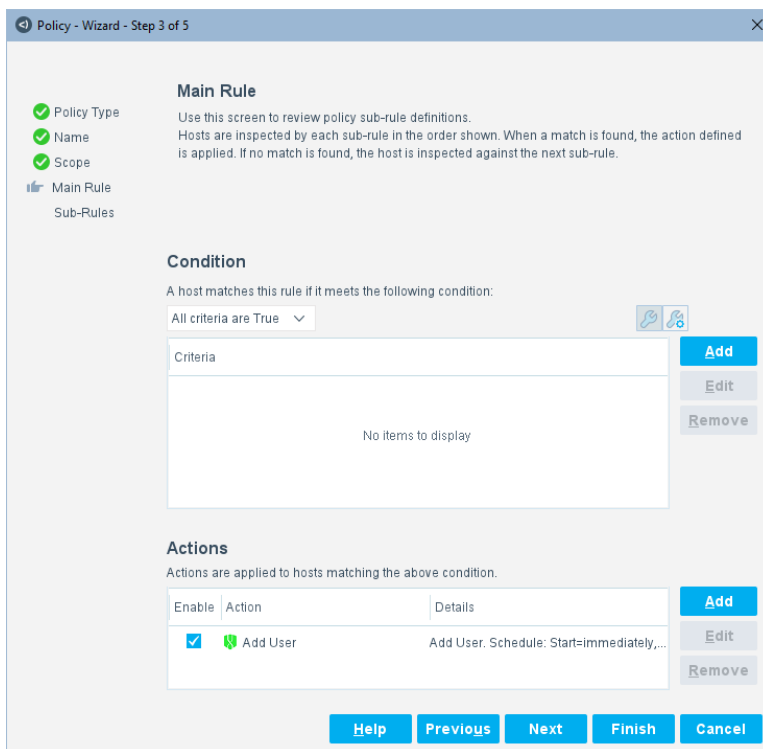 Policy - Wizard - Step 3 of 5
Policy Type
Name
Scope
Main Rule
Sub-Rules
Main Rule
Use this screen to review policy sub-rule definitions.
Hosts are inspected by each sub-rule in the order shown. When a match is found, the action defined
is applied. If no match is found, the host is inspected against the next sub-rule.
Condition
A host matches this rule if it meets the following condition:
All criteria are True
Criteria
No items to display
Add
Edit
Remove
Actions
Actions are applied to hosts matching the above condition.
Enable Action Details
Add User Add User. Schedule: Start=immediately,...
Add
Edit
Remove
Help Previous Next Finish Cancel